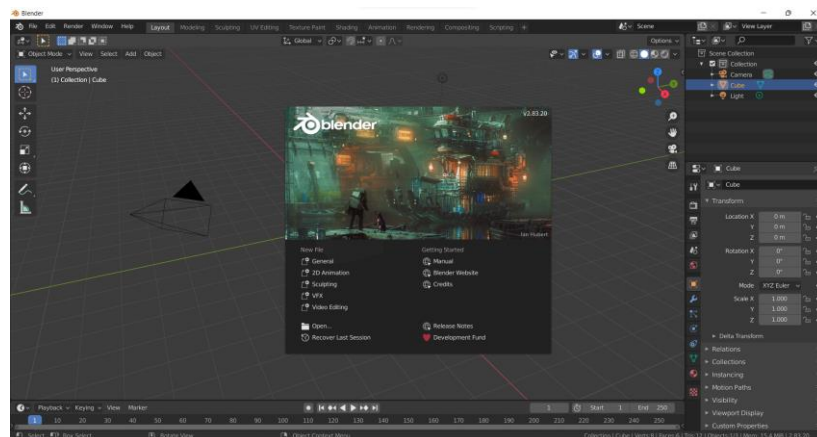 Blender
File Edit Render Window Help Layout Modeling Sculpting UV Editing Texture Paint Shading Animation Rendering Compositing Scripting + Scene View Layer
Global Options
Object Mode View Select Add Object
User Perspective
(1) Collection | Cube
Scene Collection
Collection
Camera
Cube
Light
blender
v2.83.20
Ian Hubert
New File
General
2D Animation
Sculpting
VFX
Video Editing
Open...
Recover Last Session
Getting Started
Manual
Blender Website
Credits
Release Notes
Development Fund
Cube
Cube
Transform
Location X 0 m
Y 0 m
Z 0 m
Rotation X 0°
Y 0°
Z 0°
Mode XYZ Euler
Scale X 1.000
Y 1.000
Z 1.000
Delta Transform
Relations
Collections
Instancing
Motion Paths
Visibility
Viewport Display
Custom Properties
Playback Keying View Marker 1 Start 1 End 250
1 10 20 30 40 50 60 70 80 90 100 110 120 130 140 150 160 170 180 190 200 210 220 230 240 250
Select Box Select Rotate View Object Context Menu